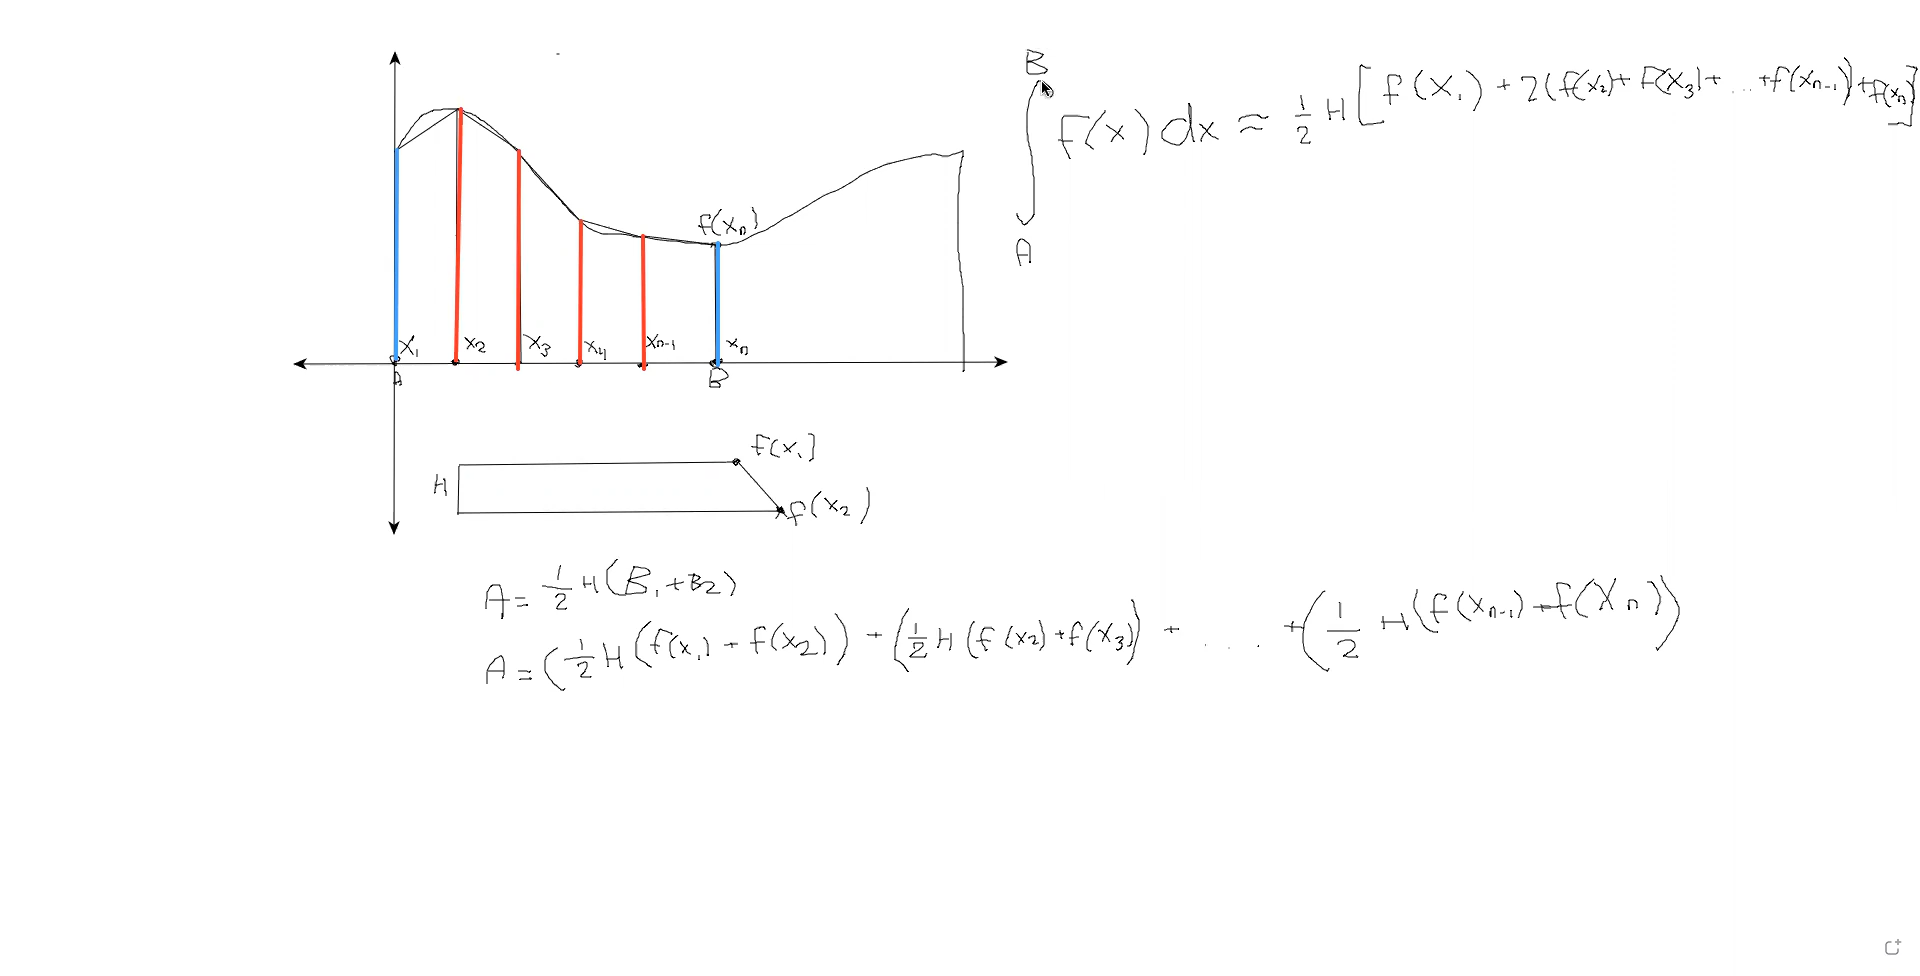 B
∫ F(x) dx ≈ 1/2 H [f(x₁) + 2(f(x₂) + F(x₃) + ... + f(xₙ₋₁)) + f(xₙ)]
A
f(xₙ)
x₁ x₂ x₃ x₄ xₙ₋₁ xₙ
A B
f(x₁)
H
f(x₂)
A = 1/2 H (B₁ + B₂)
A = (1/2 H (f(x₁) + f(x₂)) + (1/2 H (f(x₂) + f(x₃)) + .... + (1/2 H (f(xₙ₋₁) + f(xₙ))